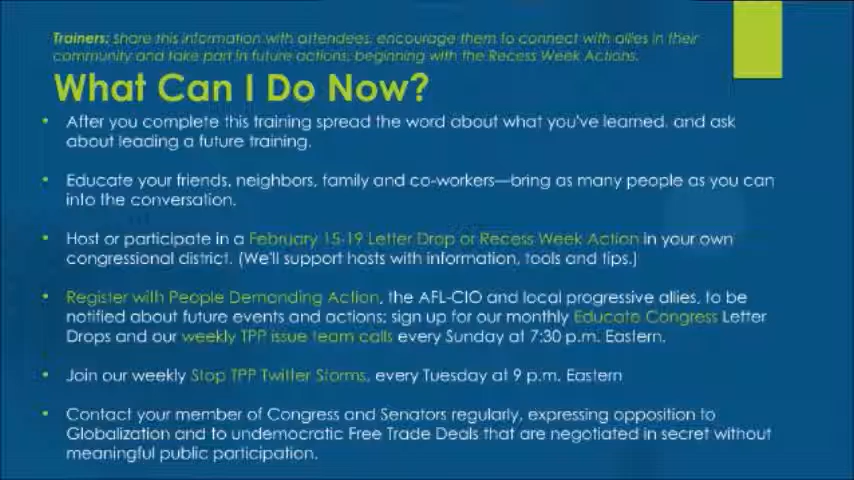 Trainers: share this information with attendees, encourage them to connect with allies in their
community and take part in future actions, beginning with the Recess Week Actions.
What Can I Do Now?
• After you complete this training spread the word about what you've learned, and ask
about leading a future training.
• Educate your friends, neighbors, family and co-workers—bring as many people as you can
into the conversation.
• Host or participate in a February 15-19 Letter Drop or Recess Week Action in your own
congressional district. (We'll support hosts with information, tools and tips.)
• Register with People Demanding Action, the AFL-CIO and local progressive allies, to be
notified about future events and actions; sign up for our monthly Educate Congress Letter
Drops and our weekly TPP issue team calls every Sunday at 7:30 p.m. Eastern.
• Join our weekly Stop TPP Twitter Storms, every Tuesday at 9 p.m. Eastern
• Contact your member of Congress and Senators regularly, expressing opposition to
Globalization and to undemocratic Free Trade Deals that are negotiated in secret without
meaningful public participation.